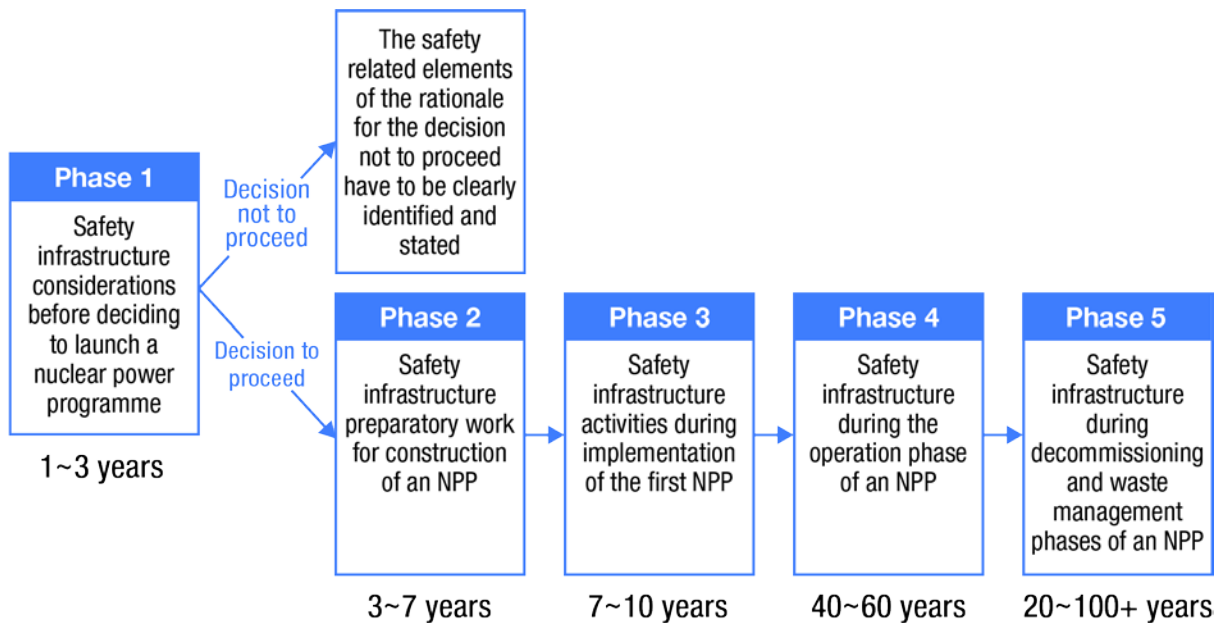 Phase 1
Safety
infrastructure
considerations
before deciding
to launch a
nuclear power
programme
1~3 years
Decision
not to
proceed
The safety
related elements
of the rationale
for the decision
not to proceed
have to be clearly
identified and
stated
Decision to
proceed
Phase 2
Safety
infrastructure
preparatory work
for construction
of an NPP
3~7 years
Phase 3
Safety
infrastructure
activities during
implementation
of the first NPP
7~10 years
Phase 4
Safety
infrastructure
during the
operation phase
of an NPP
40~60 years
Phase 5
Safety
infrastructure
during
decommissioning
and waste
management
phases of an NPP
20~100+ years